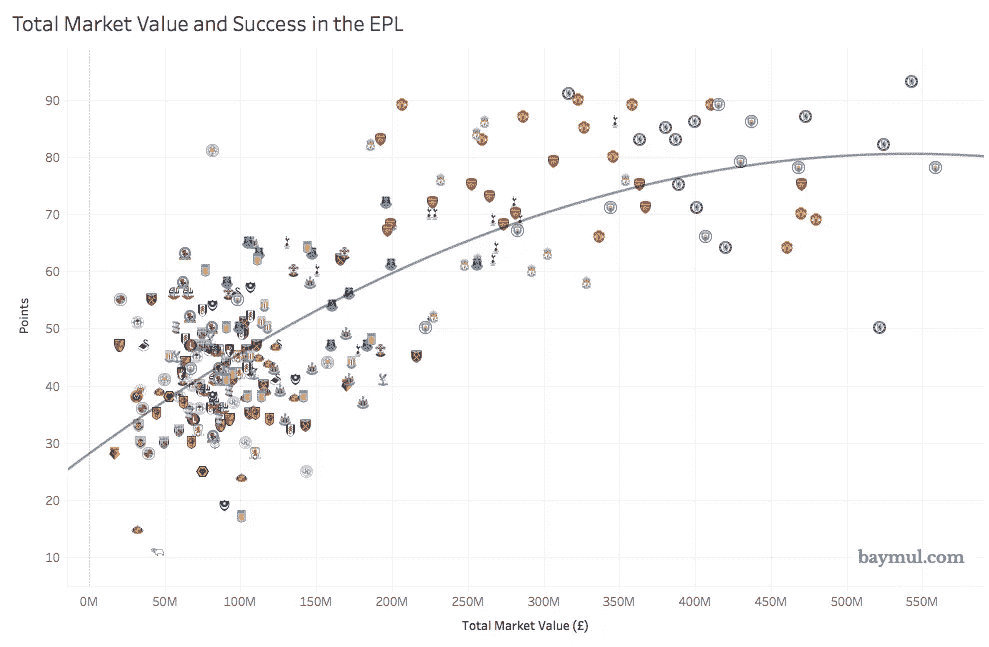 Total Market Value and Success in the EPL
90
80
70
60
50
40
30
20
10
Points
baymul.com
0M 50M 100M 150M 200M 250M 300M 350M 400M 450M 500M 550M
Total Market Value (£)